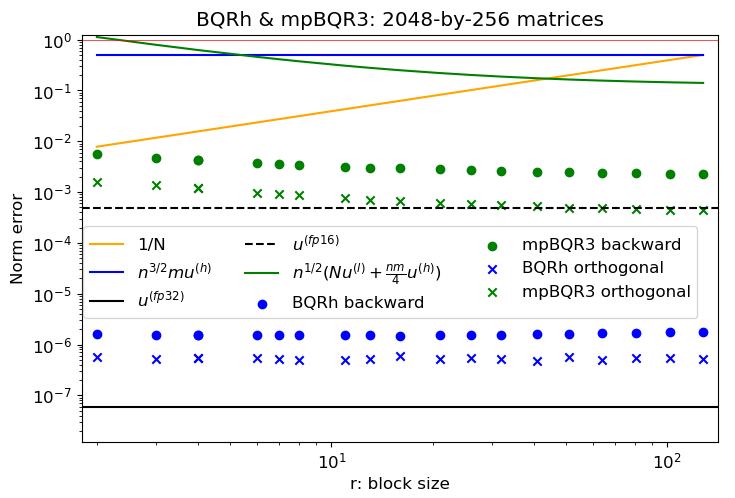 BQRh & mpBQR3: 2048-by-256 matrices
Norm error
10⁰
10⁻¹
10⁻²
10⁻³
10⁻⁴
10⁻⁵
10⁻⁶
10⁻⁷
1/N
n^{3/2}mu^{(h)}
u^{(fp32)}
u^{(fp16)}
n^{1/2}(Nu^{(l)} + \frac{nm}{4}u^{(h)})
BQRh backward
mpBQR3 backward
BQRh orthogonal
mpBQR3 orthogonal
10¹
10²
r: block size